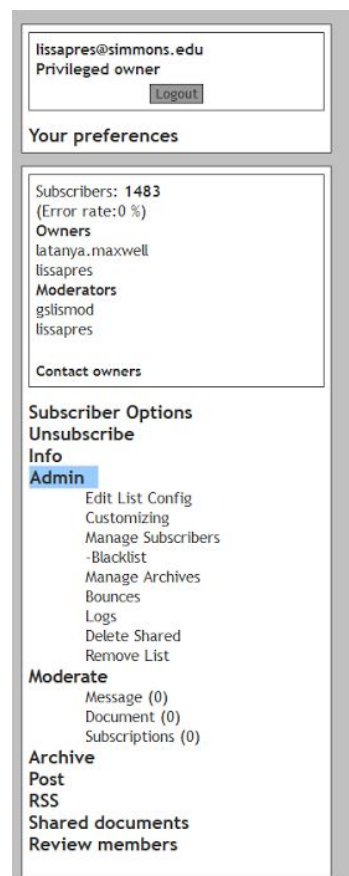 lissapres@simmons.edu
Privileged owner
Logout
Your preferences
Subscribers: 1483
(Error rate:0 %)
Owners
latanya.maxwell
lissapres
Moderators
gslismod
lissapres
Contact owners
Subscriber Options
Unsubscribe
Info
Admin
Edit List Config
Customizing
Manage Subscribers
-Blacklist
Manage Archives
Bounces
Logs
Delete Shared
Remove List
Moderate
Message (0)
Document (0)
Subscriptions (0)
Archive
Post
RSS
Shared documents
Review members